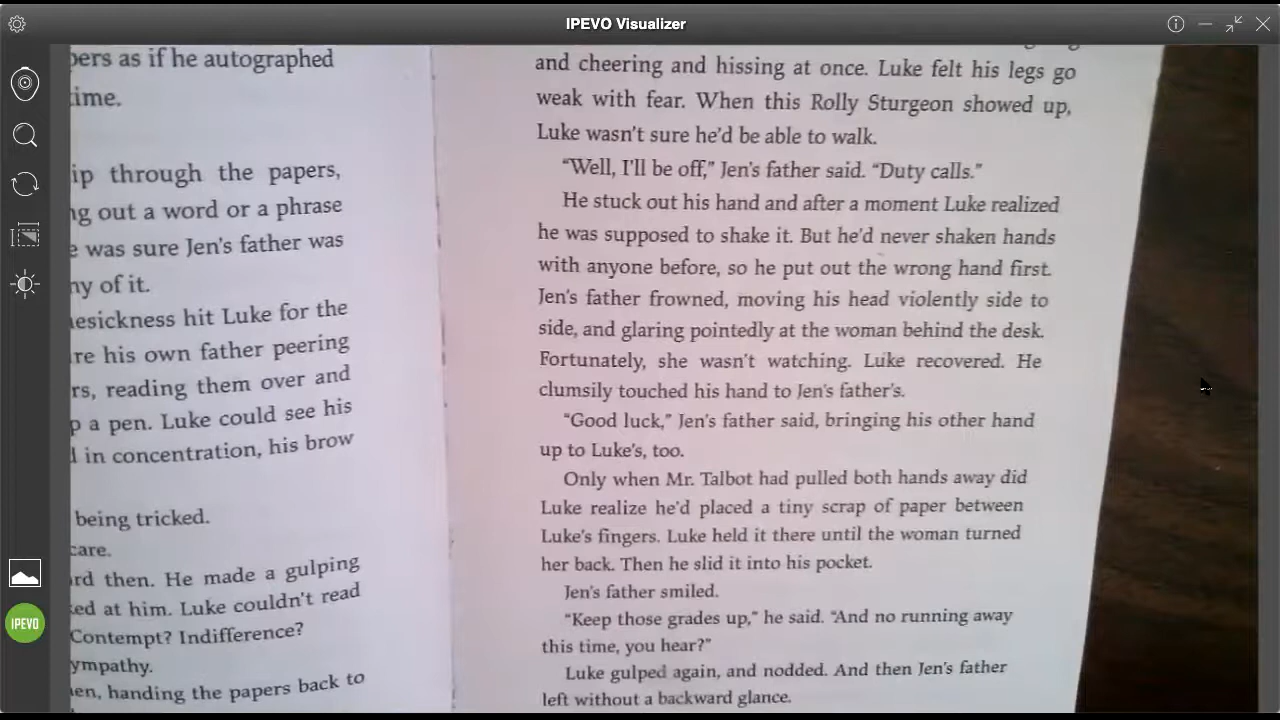 IPEVO Visualizer
IPEVO
as if he autographed
time.
through the papers,
out a word or a phrase
was sure Jen's father was
of it.
hit Luke for the
his own father peering
reading them over and
a pen. Luke could see his
in concentration, his brow
being tricked.
care.
then. He made a gulping
at him. Luke couldn't read
Contempt? Indifference?
handing the papers back to
and cheering and hissing at once. Luke felt his legs go
weak with fear. When this Rolly Sturgeon showed up,
Luke wasn't sure he'd be able to walk.
“Well, I'll be off,” Jen's father said. “Duty calls.”
He stuck out his hand and after a moment Luke realized
he was supposed to shake it. But he'd never shaken hands
with anyone before, so he put out the wrong hand first.
Jen's father frowned, moving his head violently side to
side, and glaring pointedly at the woman behind the desk.
Fortunately, she wasn't watching. Luke recovered. He
clumsily touched his hand to Jen's father's.
“Good luck,” Jen's father said, bringing his other hand
up to Luke's, too.
Only when Mr. Talbot had pulled both hands away did
Luke realize he'd placed a tiny scrap of paper between
Luke's fingers. Luke held it there until the woman turned
her back. Then he slid it into his pocket.
Jen's father smiled.
“Keep those grades up,” he said. “And no running away
this time, you hear?”
Luke gulped again, and nodded. And then Jen's father
left without a backward glance.